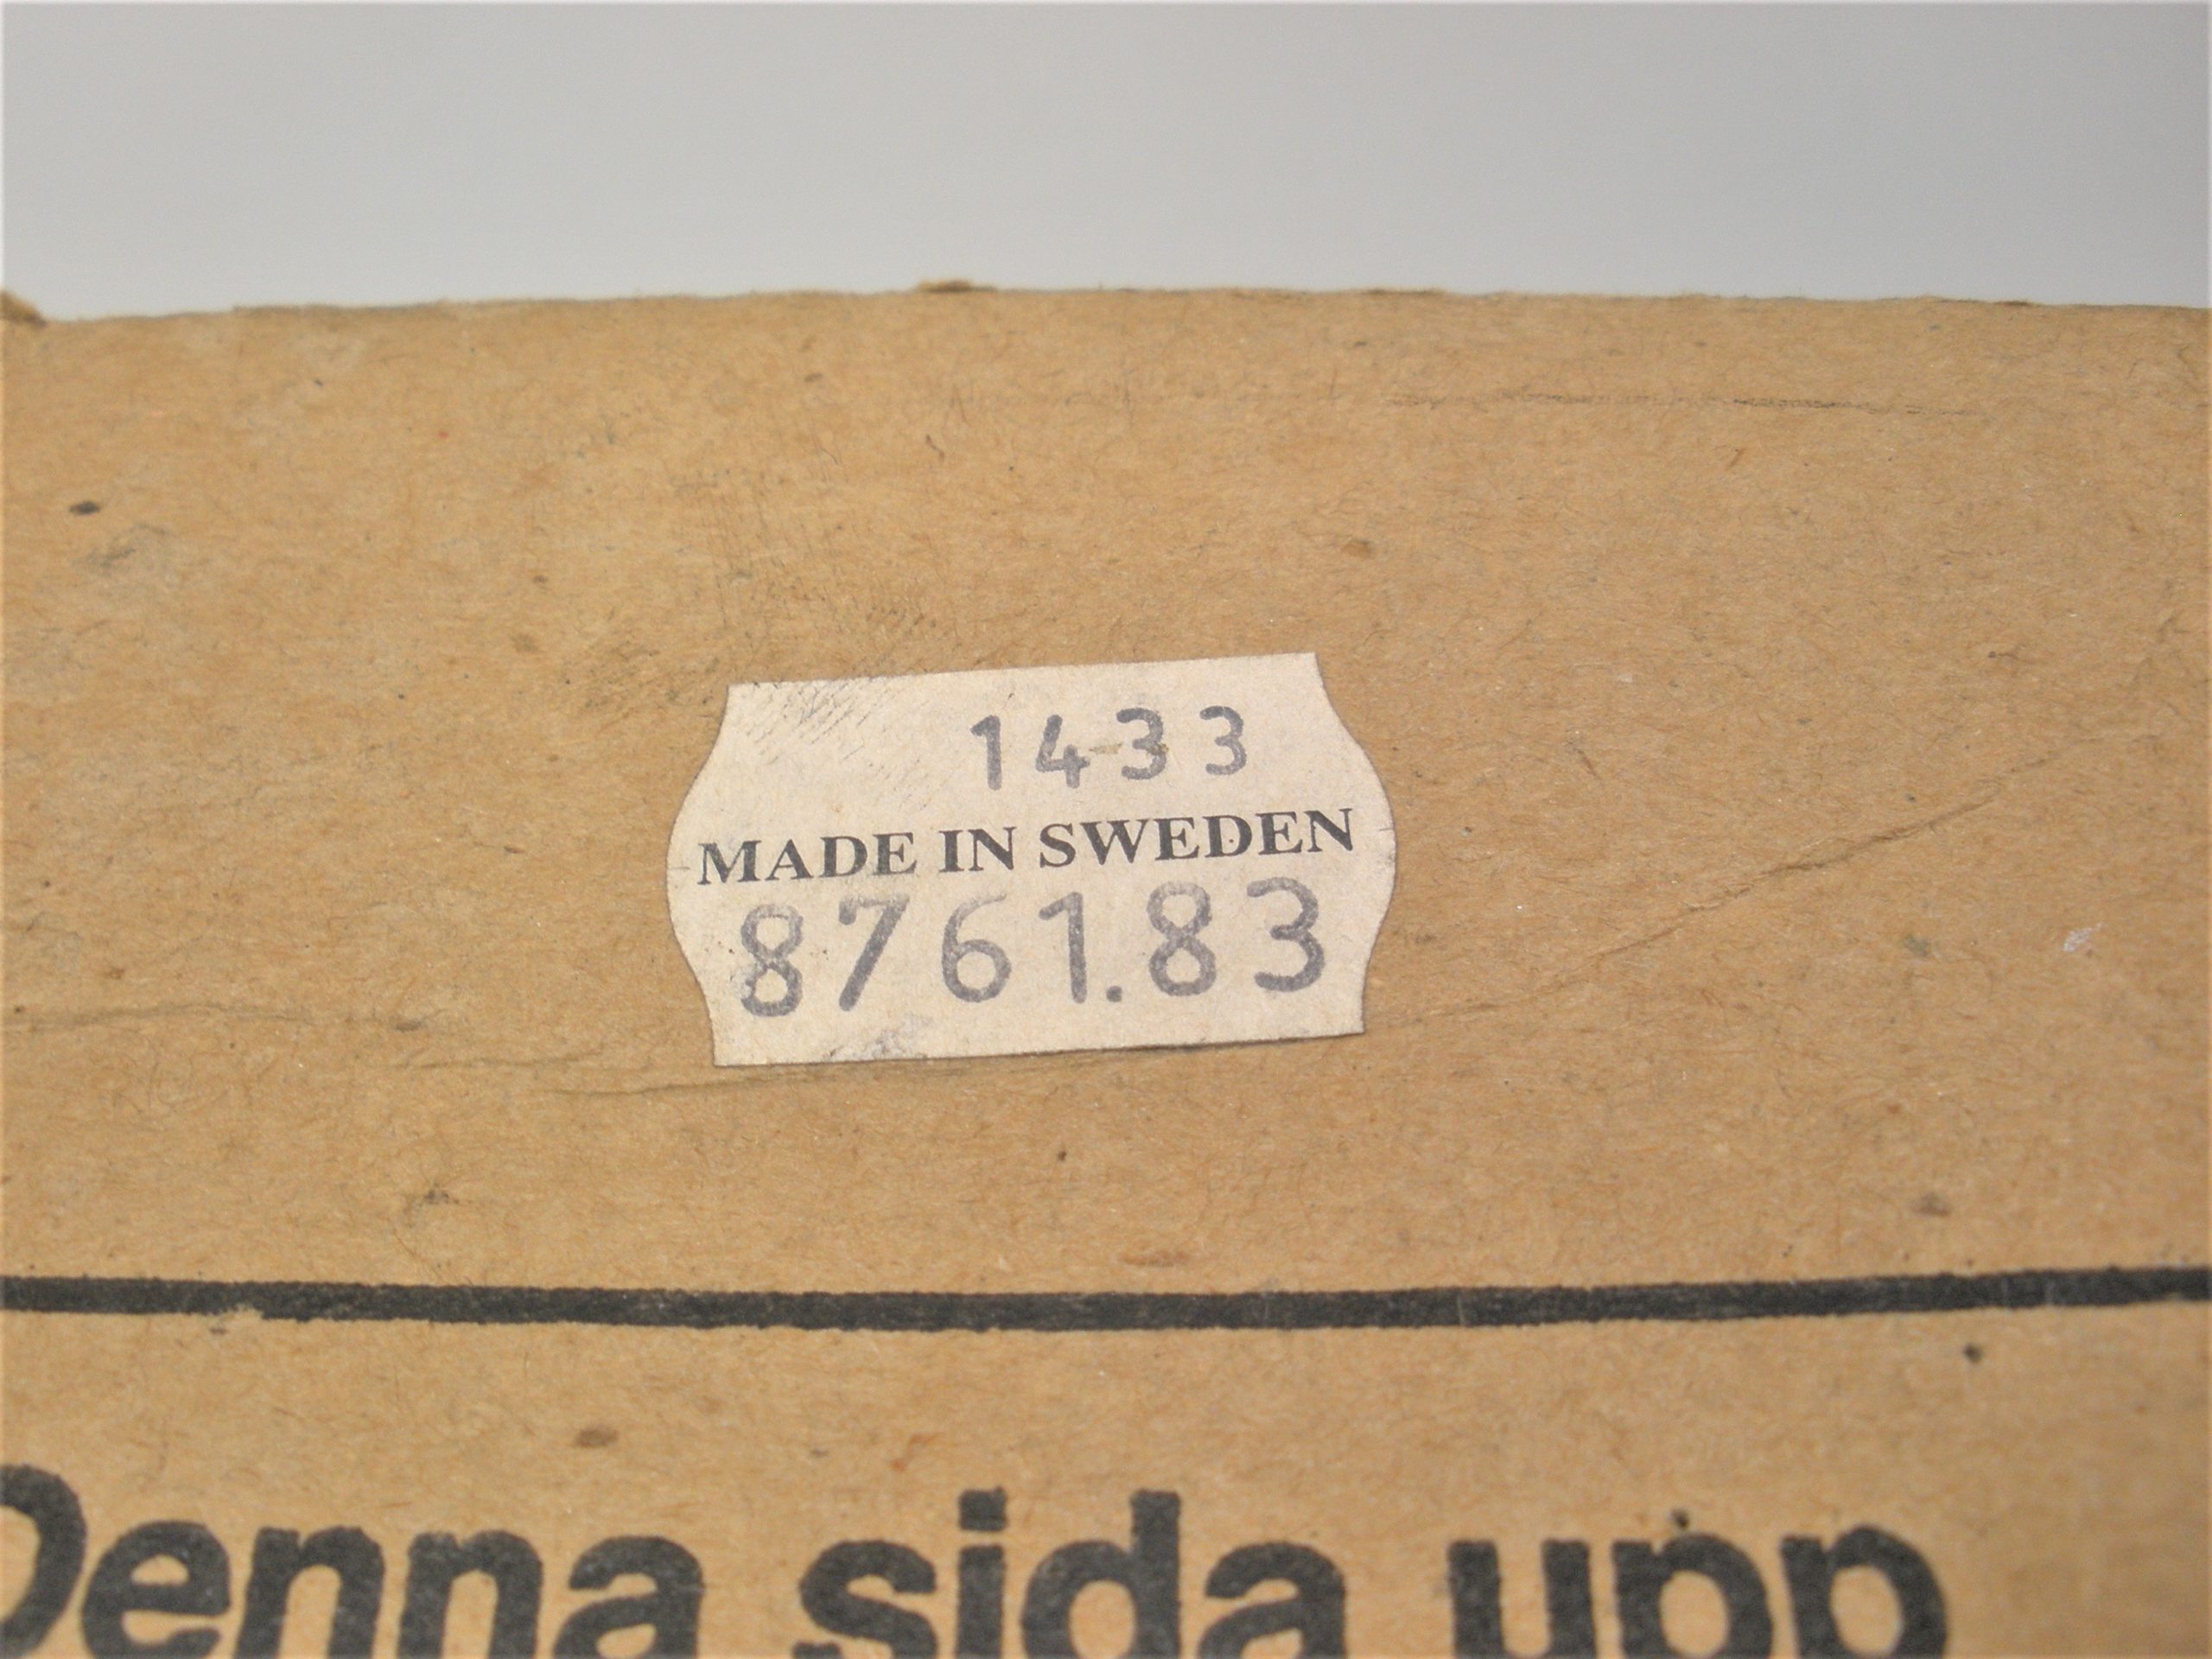 1433
MADE IN SWEDEN
8761.83
Denna sida upp